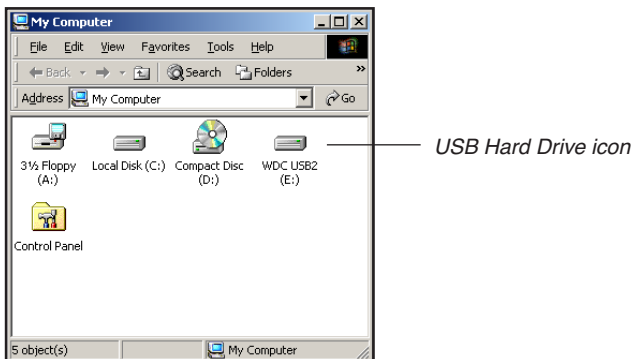 My Computer
File Edit View Favorites Tools Help
Back Search Folders »
Address My Computer Go
3½ Floppy (A:) Local Disk (C:) Compact Disc (D:) WDC USB2 (E:)
USB Hard Drive icon
Control Panel
5 object(s) My Computer